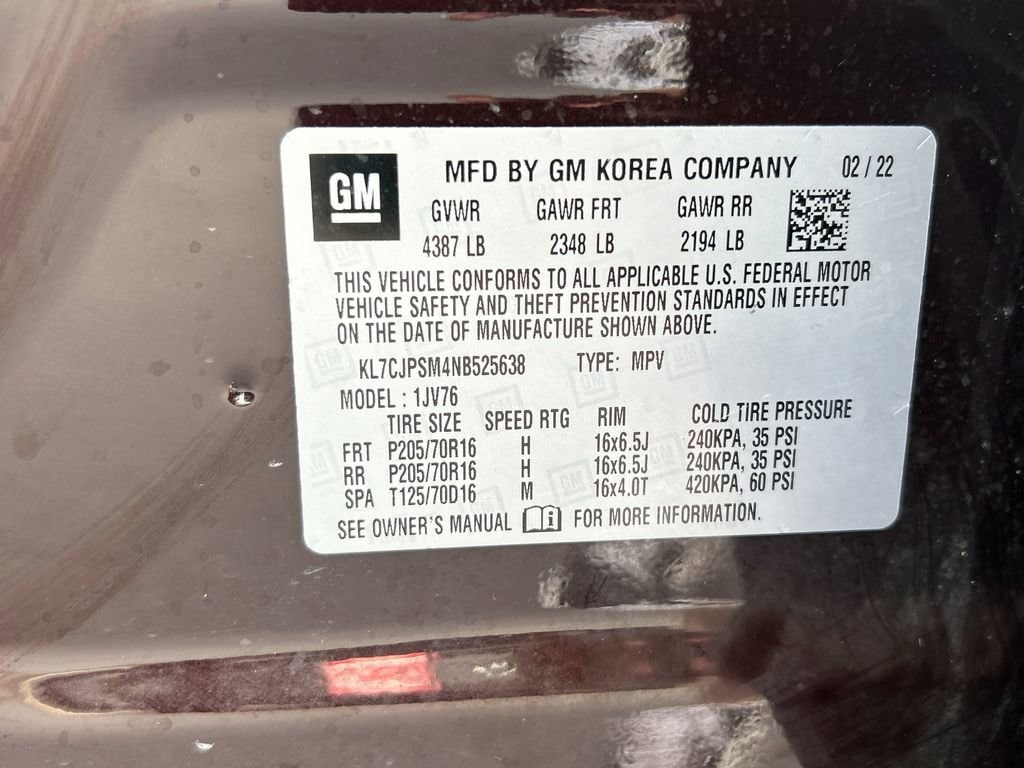 GM
MFD BY GM KOREA COMPANY 02 / 22
GVWR GAWR FRT GAWR RR
4387 LB 2348 LB 2194 LB
THIS VEHICLE CONFORMS TO ALL APPLICABLE U.S. FEDERAL MOTOR
VEHICLE SAFETY AND THEFT PREVENTION STANDARDS IN EFFECT
ON THE DATE OF MANUFACTURE SHOWN ABOVE.
KL7CJPSM4NB525638 TYPE: MPV
MODEL : 1JV76
TIRE SIZE SPEED RTG RIM COLD TIRE PRESSURE
FRT P205/70R16 H 16x6.5J 240KPA, 35 PSI
RR P205/70R16 H 16x6.5J 240KPA, 35 PSI
SPA T125/70D16 M 16x4.0T 420KPA, 60 PSI
SEE OWNER'S MANUAL i FOR MORE INFORMATION.